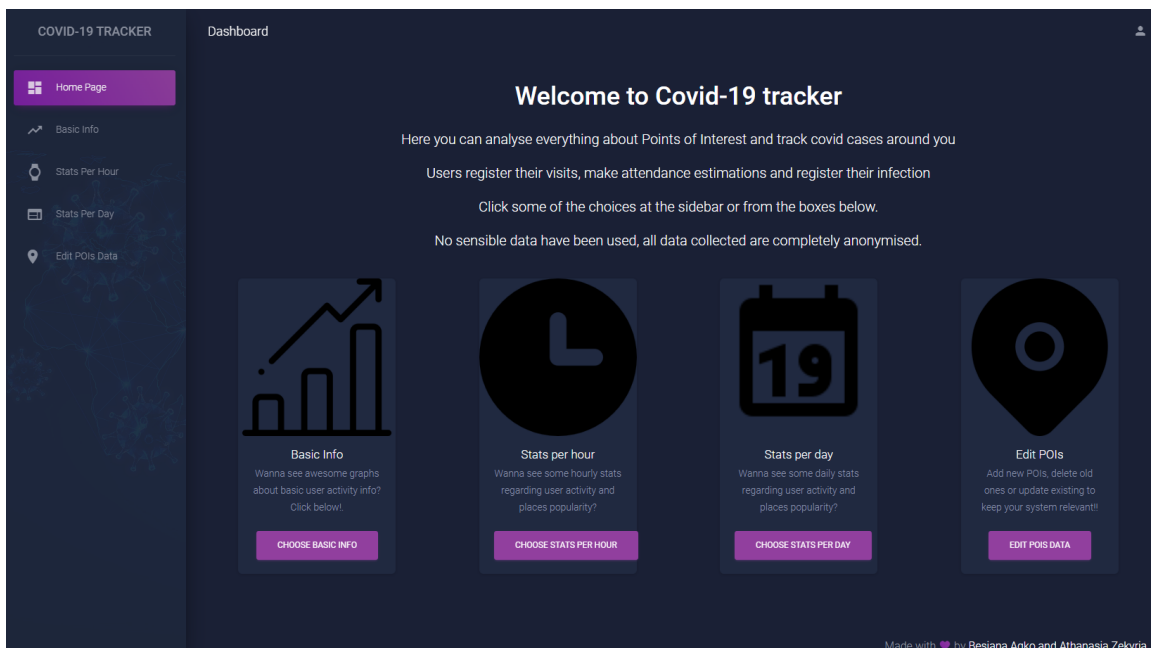 COVID-19 TRACKER
Dashboard
Home Page
Basic Info
Stats Per Hour
Stats Per Day
Edit POIs Data
Welcome to Covid-19 tracker
Here you can analyse everything about Points of Interest and track covid cases around you
Users register their visits, make attendance estimations and register their infection
Click some of the choices at the sidebar or from the boxes below.
No sensible data have been used, all data collected are completely anonymised.
Basic Info
Wanna see awesome graphs
about basic user activity info?
Click below!.
CHOOSE BASIC INFO
Stats per hour
Wanna see some hourly stats
regarding user activity and
places popularity?
CHOOSE STATS PER HOUR
19
Stats per day
Wanna see some daily stats
regarding user activity and
places popularity?
CHOOSE STATS PER DAY
Edit POIs
Add new POIs, delete old
ones or update existing to
keep your system relevant!!
EDIT POIS DATA
Made with by Besiana Agko and Athanasia Zekyria